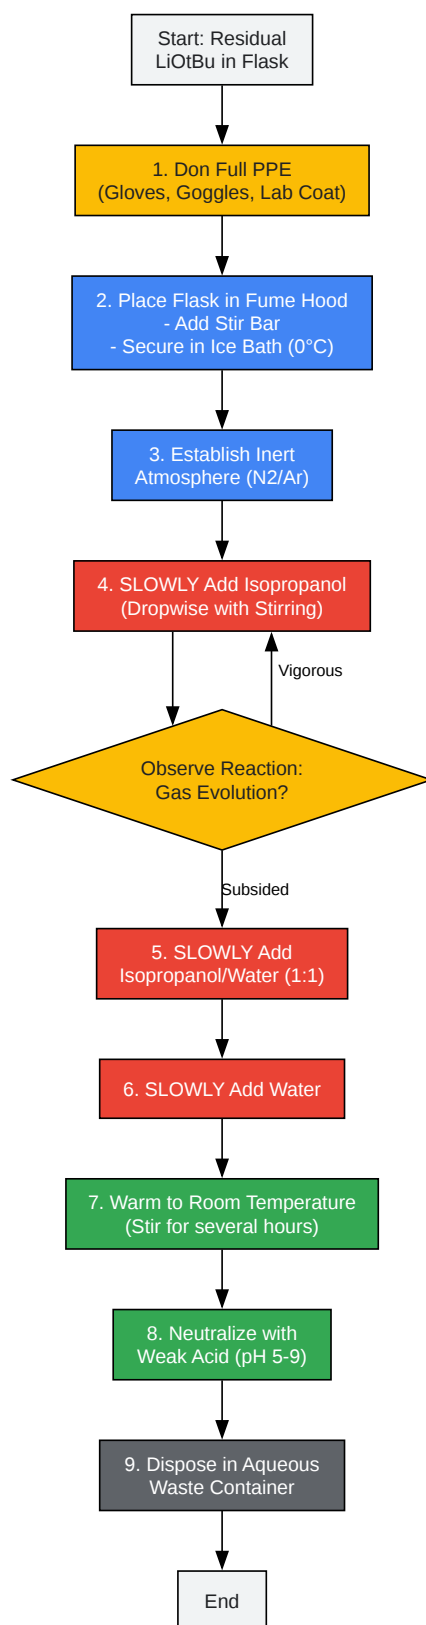 Start: Residual
LiOtBu in Flask
1. Don Full PPE
(Gloves, Goggles, Lab Coat)
2. Place Flask in Fume Hood
- Add Stir Bar
- Secure in Ice Bath (0°C)
3. Establish Inert
Atmosphere (N2/Ar)
4. SLOWLY Add Isopropanol
(Dropwise with Stirring)
Vigorous
Observe Reaction:
Gas Evolution?
Subsided
5. SLOWLY Add
Isopropanol/Water (1:1)
6. SLOWLY Add Water
7. Warm to Room Temperature
(Stir for several hours)
8. Neutralize with
Weak Acid (pH 5-9)
9. Dispose in Aqueous
Waste Container
End